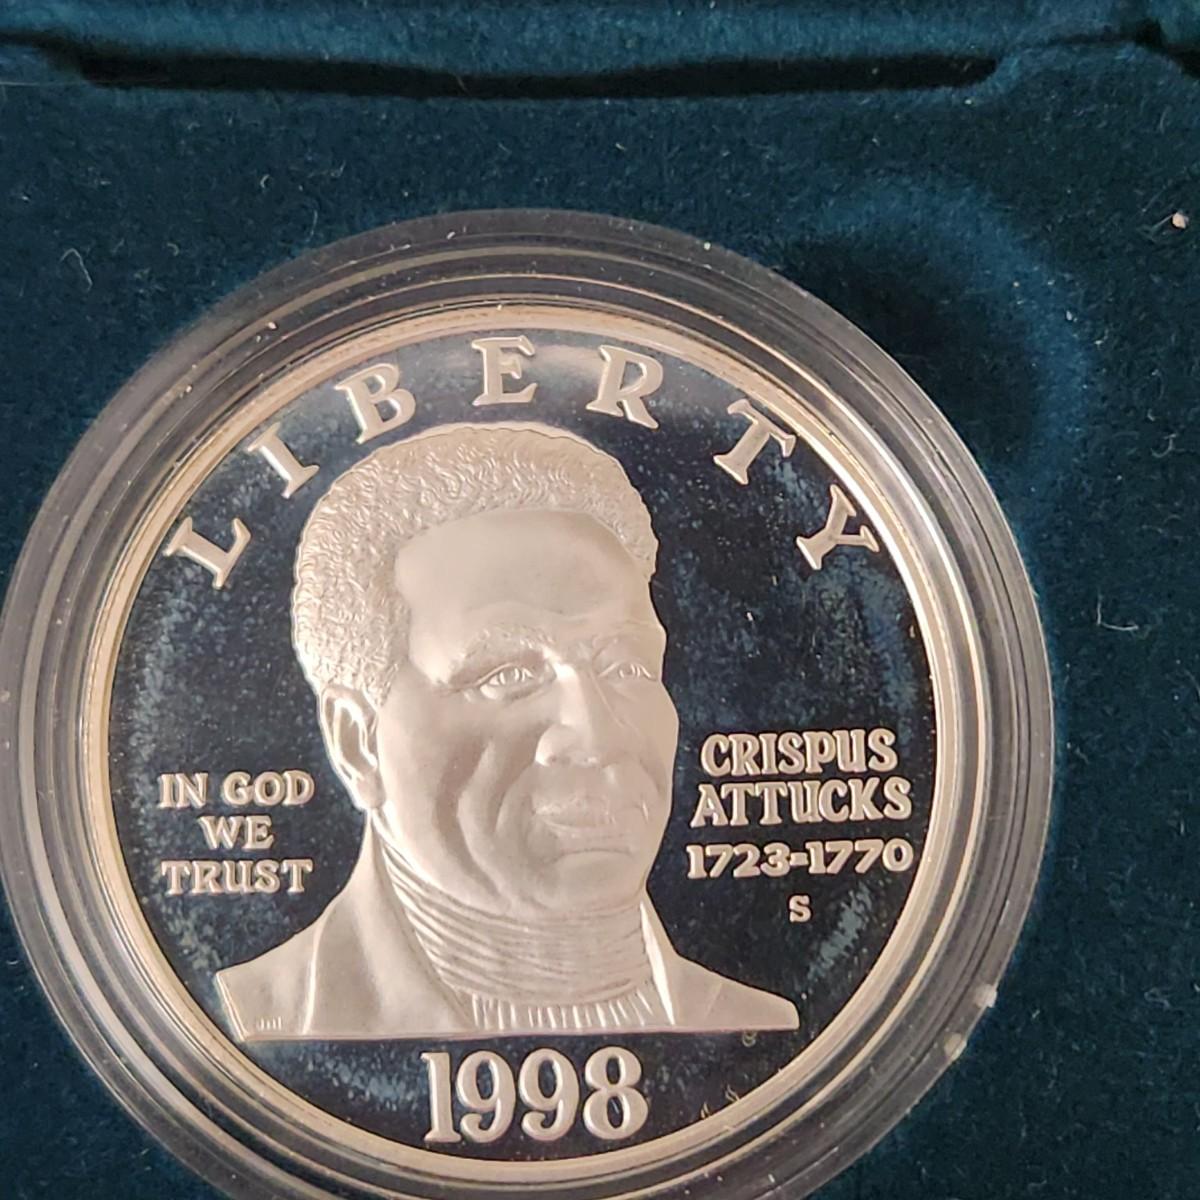 LIBERTY
IN GOD
WE
TRUST
CRISPUS
ATTUCKS
1723-1770
S
1998